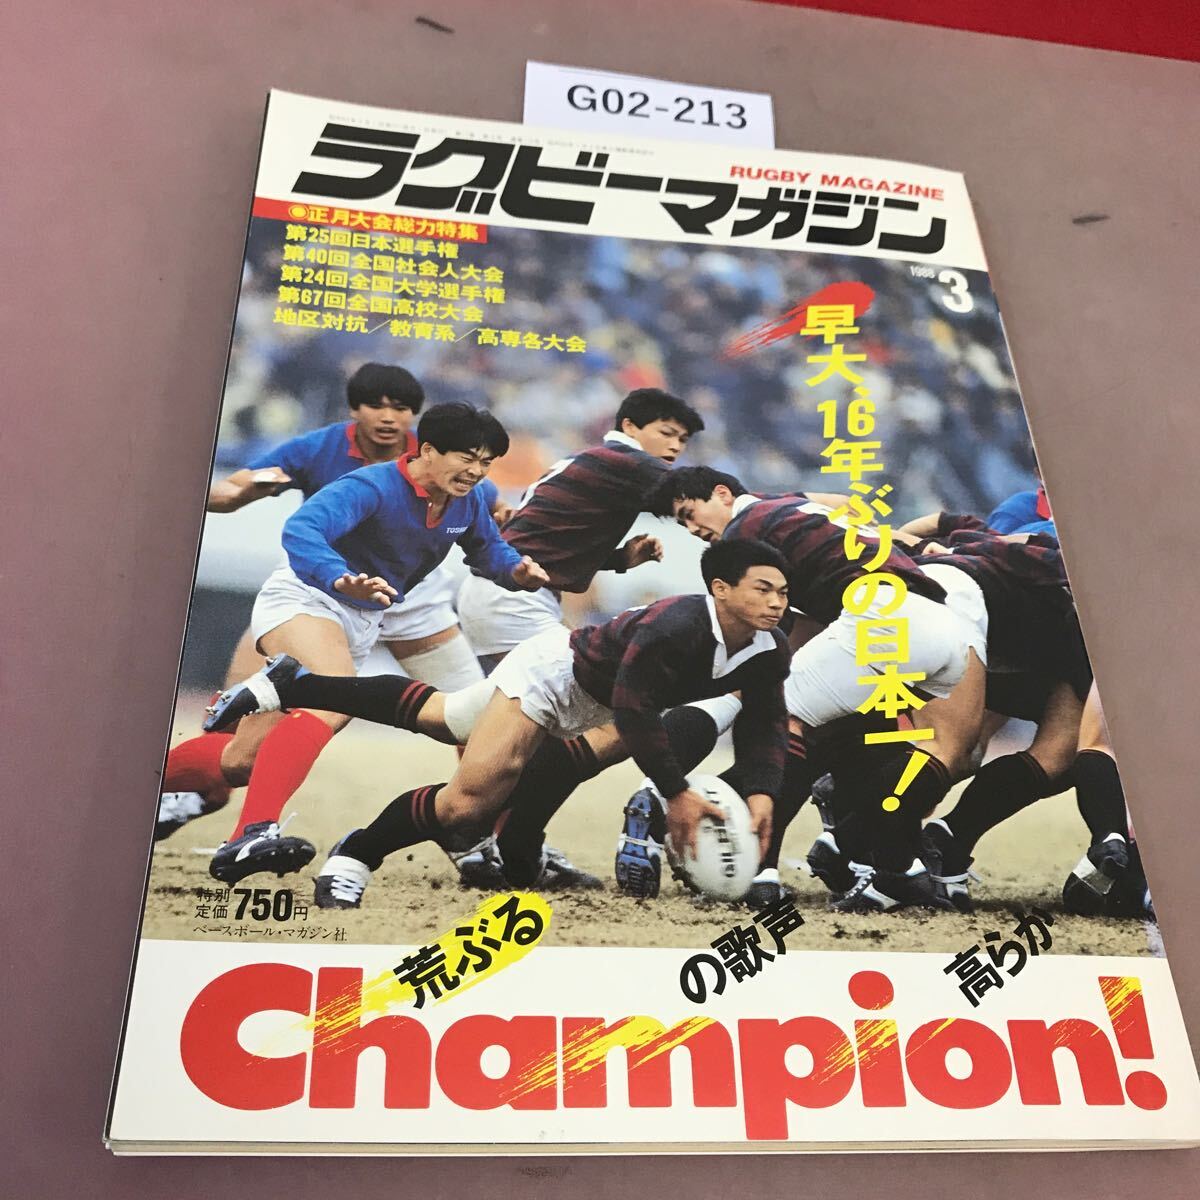 G02-213
ラグビーマガジン
RUGBY MAGAZINE
1988 3
●正月大会総力特集
第25回日本選手権
第40回全国社会人大会
第24回全国大学選手権
第67回全国高校大会
地区対抗／教育系／高専各大会
早大、16年ぶりの日本一！
TOSHI
特別定価750円
ベースボール・マガジン社
荒ぶるの歌声高らか
Champion!